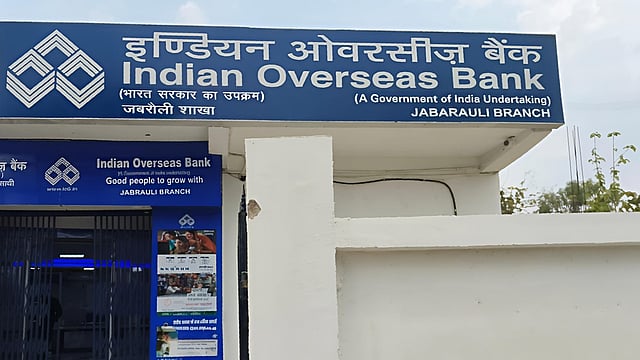 इण्डियन ओवरसीज़ बैंक
Indian Overseas Bank
(भारत सरकार का उपक्रम)
(A Government of India Undertaking)
जबरौली शाखा
JABARAULI BRANCH
ज़ बैंक
Indian Overseas Bank
Good people to grow with
JABRAULI BRANCH